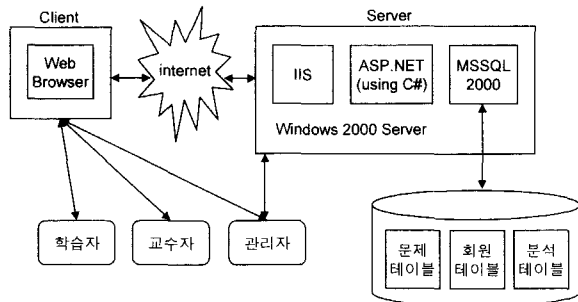 Client
Server
Web
Browser
internet
IIS
ASP.NET
(using C#)
MSSQL
2000
Windows 2000 Server
학습자
교수자
관리자
문제
테이블
회원
테이블
분석
테이블